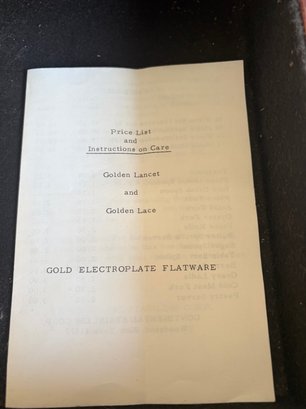 Price List
and
Instructions on Care
Golden Lancet
and
Golden Lace
GOLD ELECTROPLATE FLATWARE